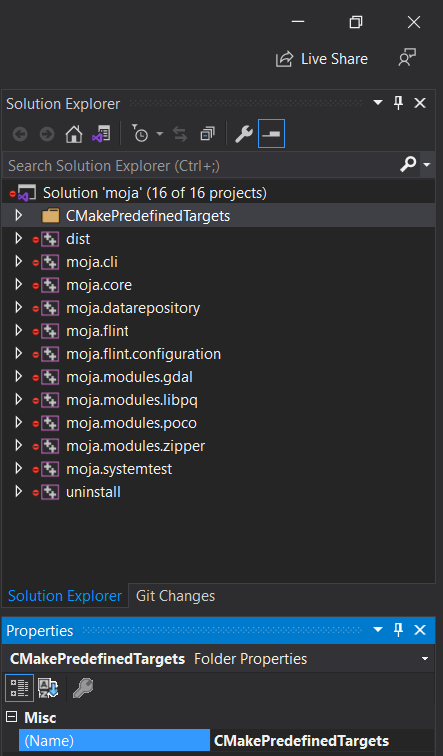 Live Share
Solution Explorer
Search Solution Explorer (Ctrl+;)
Solution 'moja' (16 of 16 projects)
CMakePredefinedTargets
dist
moja.cli
moja.core
moja.datarepository
moja.flint
moja.flint.configuration
moja.modules.gdal
moja.modules.libpq
moja.modules.poco
moja.modules.zipper
moja.systemtest
uninstall
Solution Explorer Git Changes
Properties
CMakePredefinedTargets Folder Properties
Misc
(Name) CMakePredefinedTargets